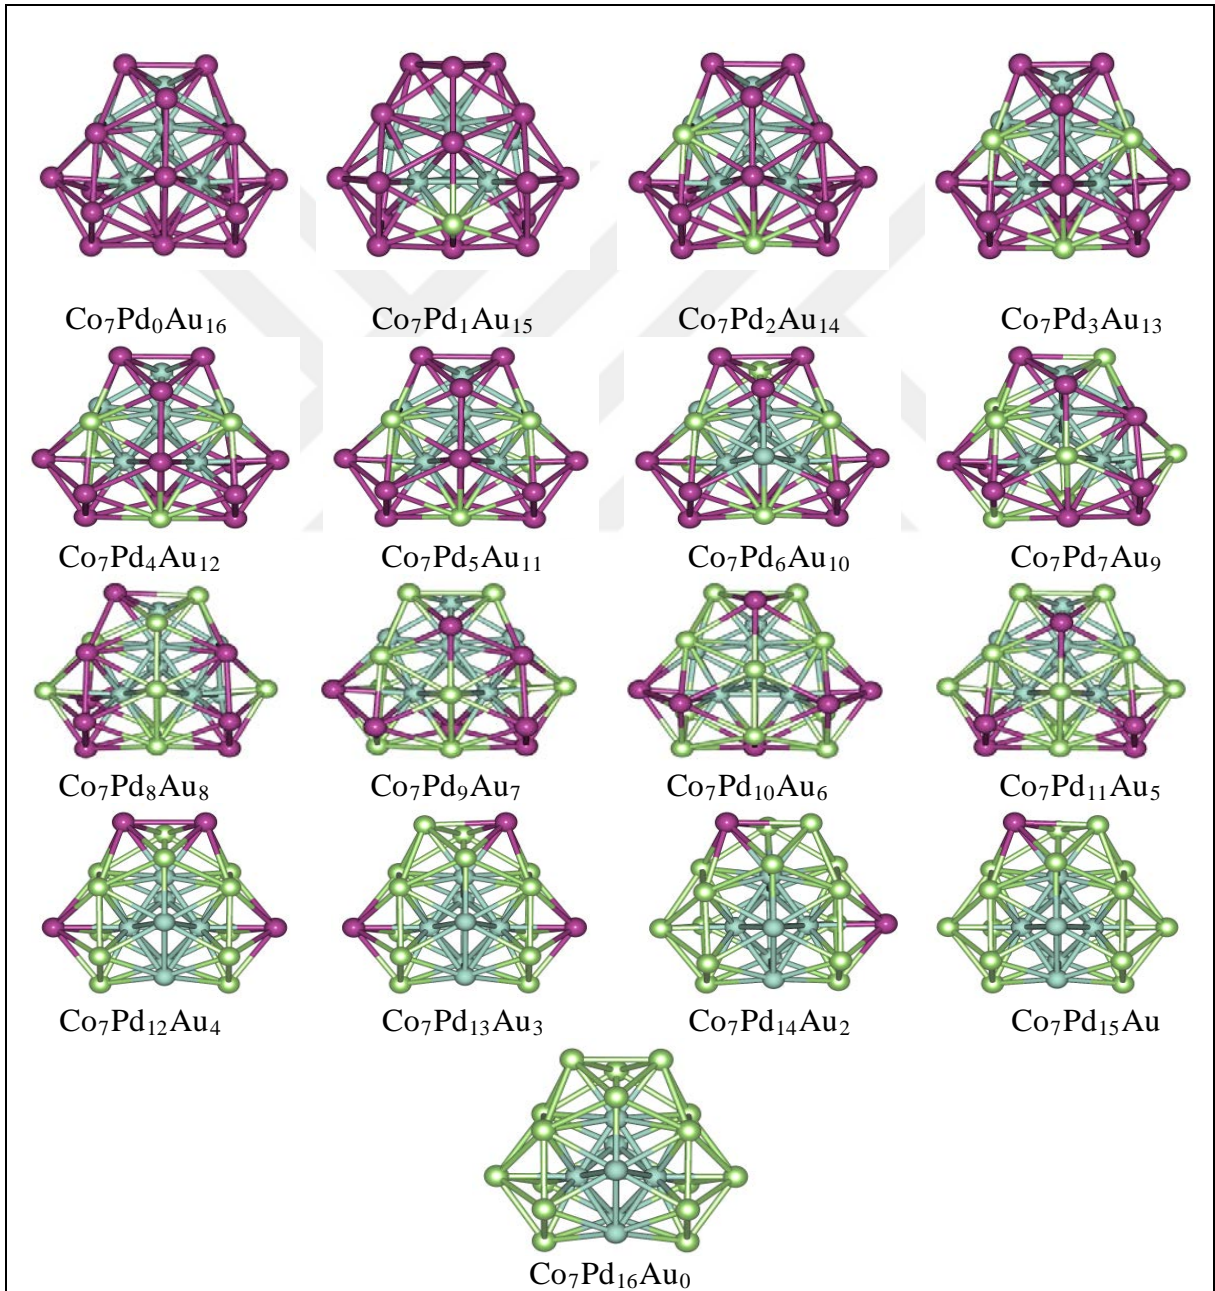 Co₇Pd₀Au₁₆ Co₇Pd₁Au₁₅ Co₇Pd₂Au₁₄ Co₇Pd₃Au₁₃
Co₇Pd₄Au₁₂ Co₇Pd₅Au₁₁ Co₇Pd₆Au₁₀ Co₇Pd₇Au₉
Co₇Pd₈Au₈ Co₇Pd₉Au₇ Co₇Pd₁₀Au₆ Co₇Pd₁₁Au₅
Co₇Pd₁₂Au₄ Co₇Pd₁₃Au₃ Co₇Pd₁₄Au₂ Co₇Pd₁₅Au
Co₇Pd₁₆Au₀